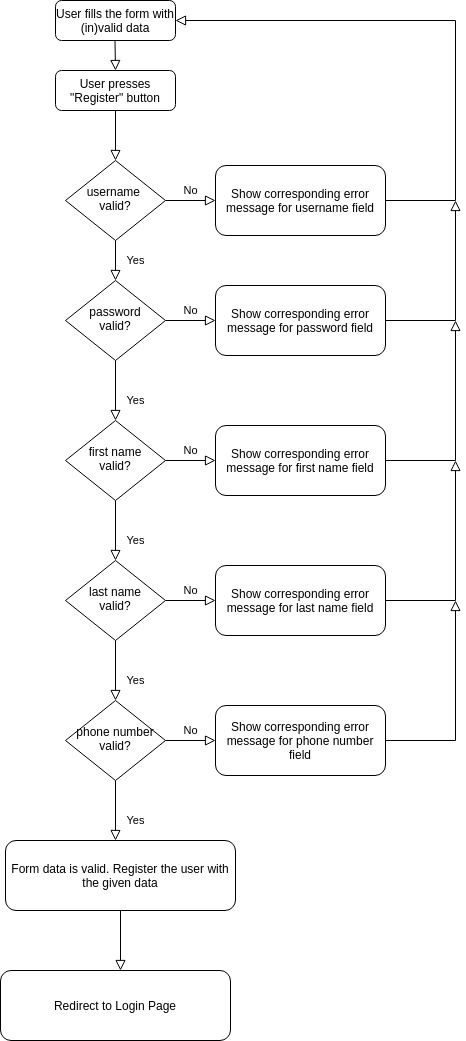 User fills the form with
(in)valid data
User presses
"Register" button
username
valid?
No
Show corresponding error
message for username field
Yes
password
valid?
No
Show corresponding error
message for password field
Yes
first name
valid?
No
Show corresponding error
message for first name field
Yes
last name
valid?
No
Show corresponding error
message for last name field
Yes
phone number
valid?
No
Show corresponding error
message for phone number
field
Yes
Form data is valid. Register the user with
the given data
Redirect to Login Page